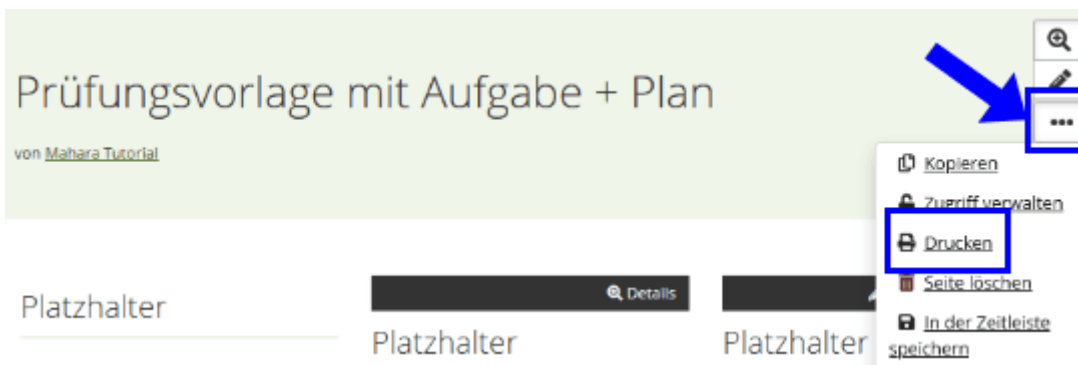 Prüfungsvorlage mit Aufgabe + Plan
von Mahara Tutorial
Kopieren
Zugriff verwalten
Drucken
Seite löschen
In der Zeitleiste
speichern
Platzhalter
Details
Platzhalter
Platzhalter